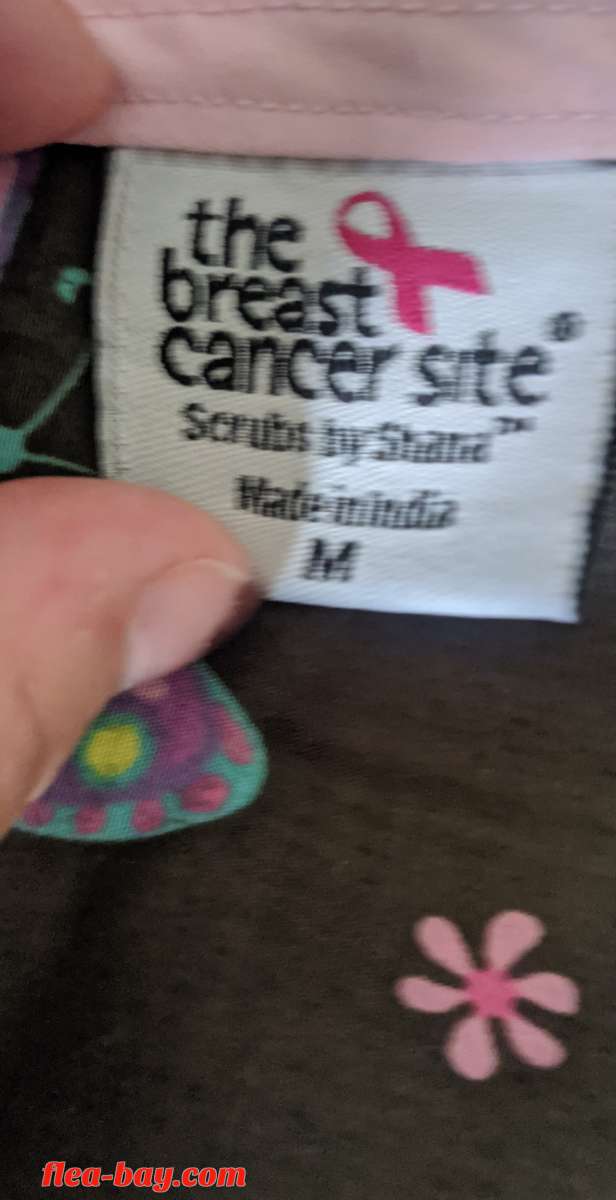 the
breast
cancer site®
Scrubs by Shana™
Made in India
M
flea-bay.com